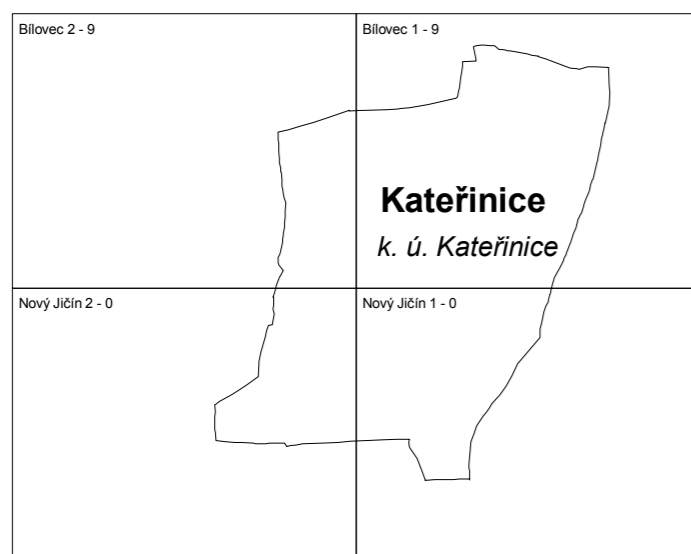 Bílovec 2 - 9
Bílovec 1 - 9
Kateřinice
k. ú. Kateřinice
Nový Jičín 2 - 0
Nový Jičín 1 - 0